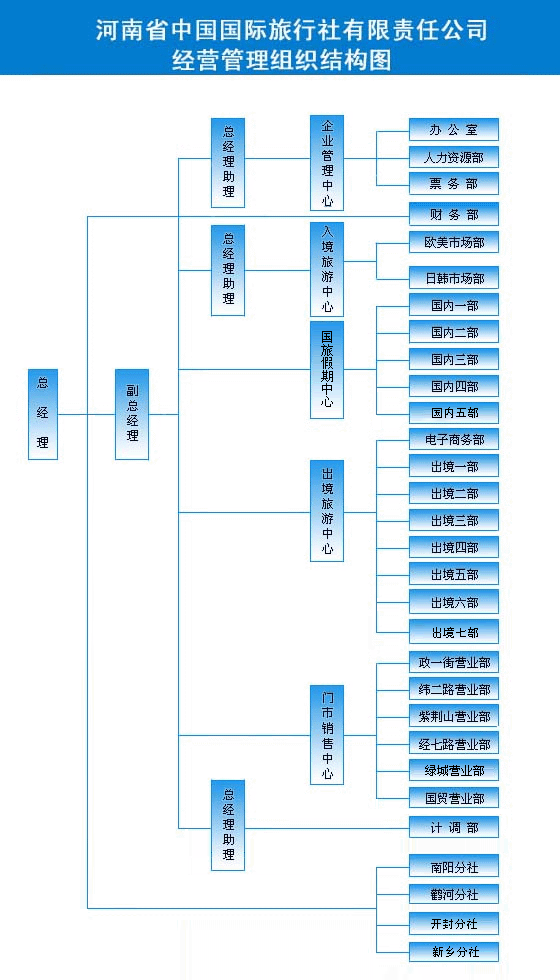 河南省中国国际旅行社有限责任公司
经营管理组织结构图
总经理
副总经理
总经理助理
企业管理中心
办公室
人力资源部
票务部
财务部
总经理助理
入境旅游中心
欧美市场部
日韩市场部
国旅假期中心
国内一部
国内二部
国内三部
国内四部
国内五部
出境旅游中心
电子商务部
出境一部
出境二部
出境三部
出境四部
出境五部
出境六部
出境七部
门市销售中心
政一街营业部
纬二路营业部
紫荆山营业部
经七路营业部
绿城营业部
国贸营业部
总经理助理
计调部
南阳分社
鹤河分社
开封分社
新乡分社